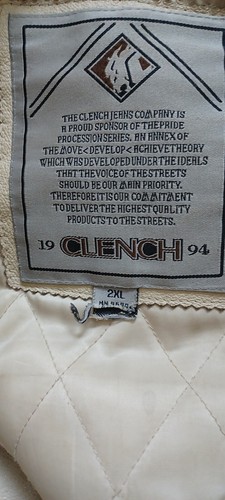 THE CLENCH JEANS COMPANY IS
A PROUD SPONSOR OF THE PRIDE
PROCESSION SERIES. AN ANNEX OF
THE MOVE< DEVELOP< ACHIEVE THEORY
WHICH WAS DEVELOPED UNDER THE IDEALS
THAT THE VOICE OF THE STREETS
SHOULD BE OUR MAIN PRIORITY.
THEREFORE IT IS OUR COMMITMENT
TO DELIVER THE HIGHEST QUALITY
PRODUCTS TO THE STREETS.
19 CLENCH 94
2XL